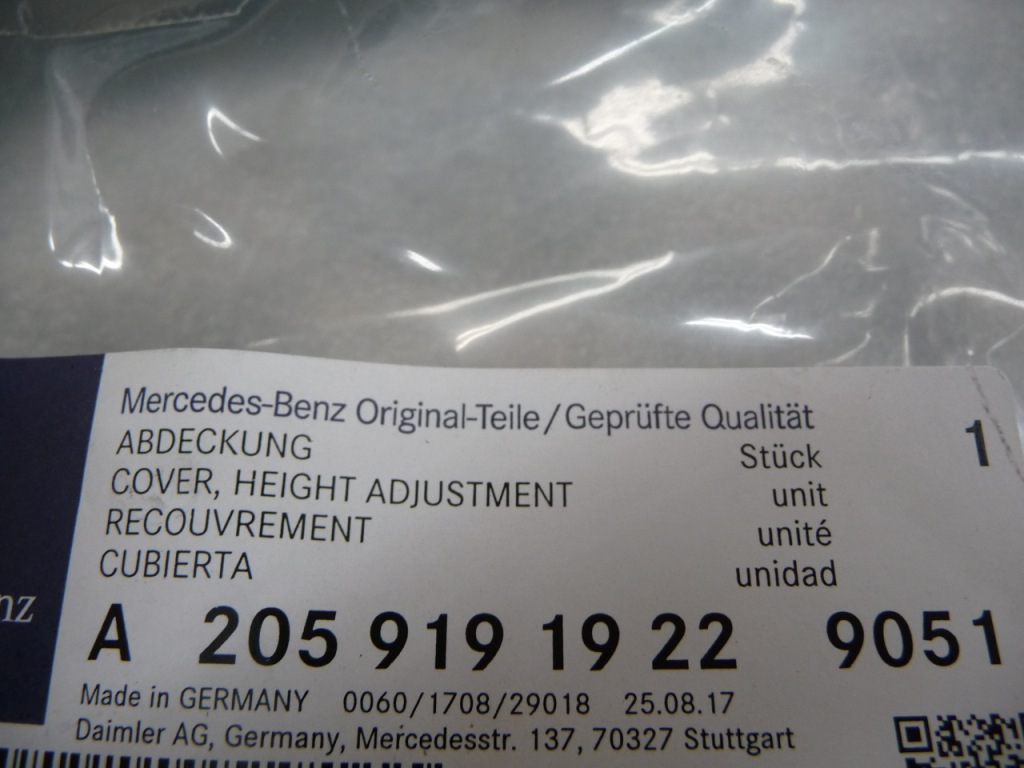 Mercedes-Benz Original-Teile/Geprüfte Qualität
ABDECKUNG Stück 1
COVER, HEIGHT ADJUSTMENT unit
RECOUVREMENT unité
CUBIERTA unidad
nz
A 205 919 19 22 9051
Made in GERMANY 0060/1708/29018 25.08.17
Daimler AG, Germany, Mercedesstr. 137, 70327 Stuttgart